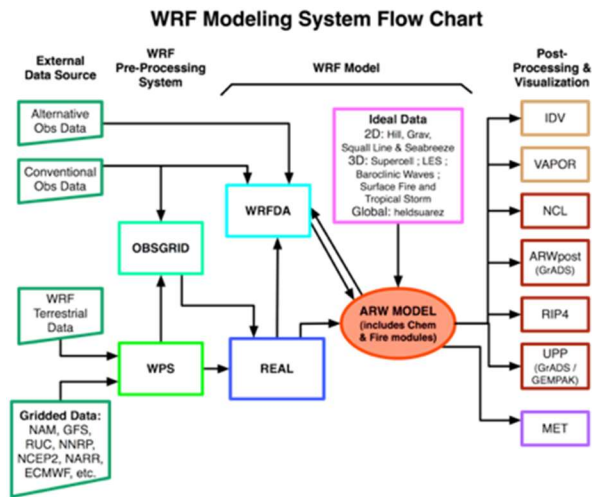 WRF Modeling System Flow Chart
External
Data Source
WRF
Pre-Processing
System
WRF Model
Post-
Processing &
Visualization
Alternative
Obs Data
Conventional
Obs Data
WRF
Terrestrial
Data
Gridded Data:
NAM, GFS,
RUC, NNRP,
NCEP2, NARR,
ECMWF, etc.
OBSGRID
WPS
WRFDA
REAL
Ideal Data
2D: Hill, Grav,
Squall Line & Seabreeze
3D: Supercell ; LES ;
Baroclinic Waves ;
Surface Fire and
Tropical Storm
Global: heldsuarez
ARW MODEL
(includes Chem
& Fire modules)
IDV
VAPOR
NCL
ARWpost
(GrADS)
RIP4
UPP
(GrADS /
GEMPAK)
MET